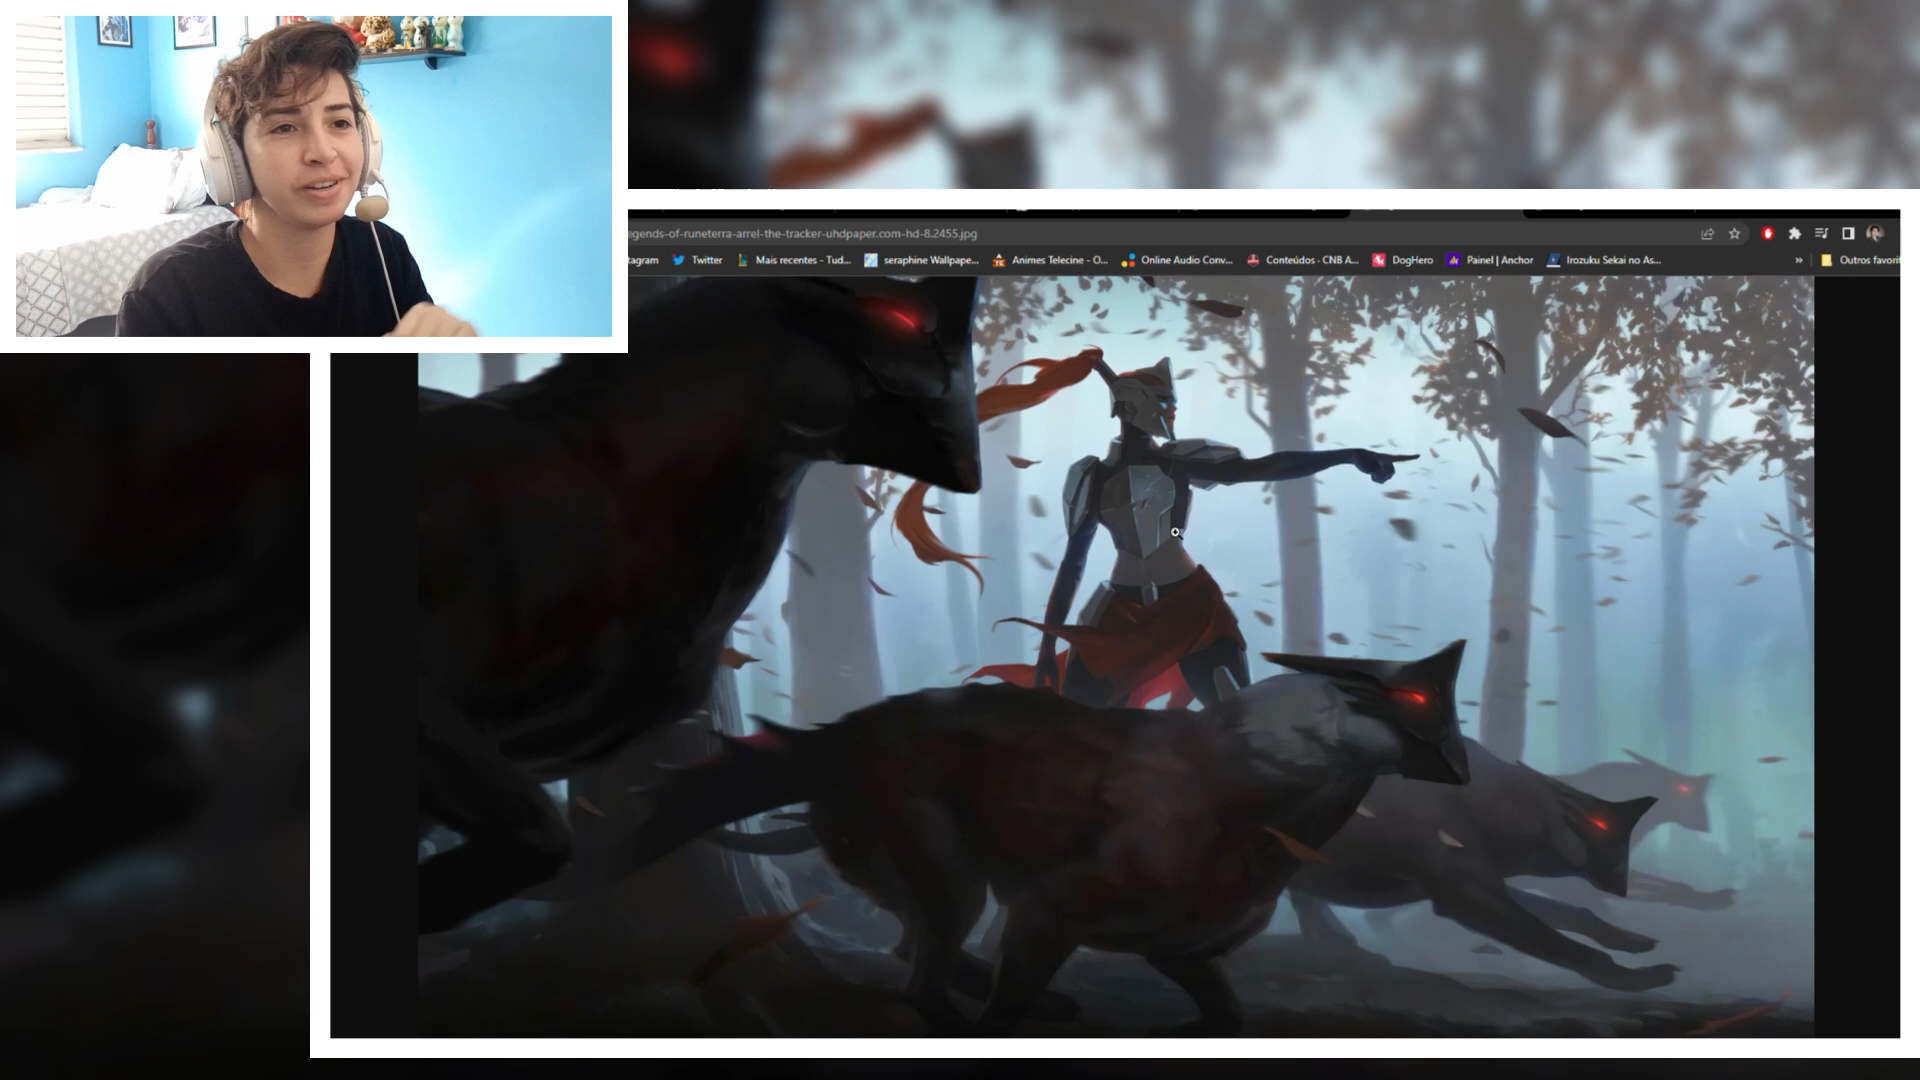 egends-of-runeterra-arrel-the-tracker-uhdpaper.com-hd-8.2455.jpg
tagram Twitter Mais recentes - Tud... seraphine Wallpape... Animes Telecine - O... Online Audio Conv... Conteúdos · CNB A... DogHero Painel | Anchor Irozuku Sekai no As... » Outros favorit